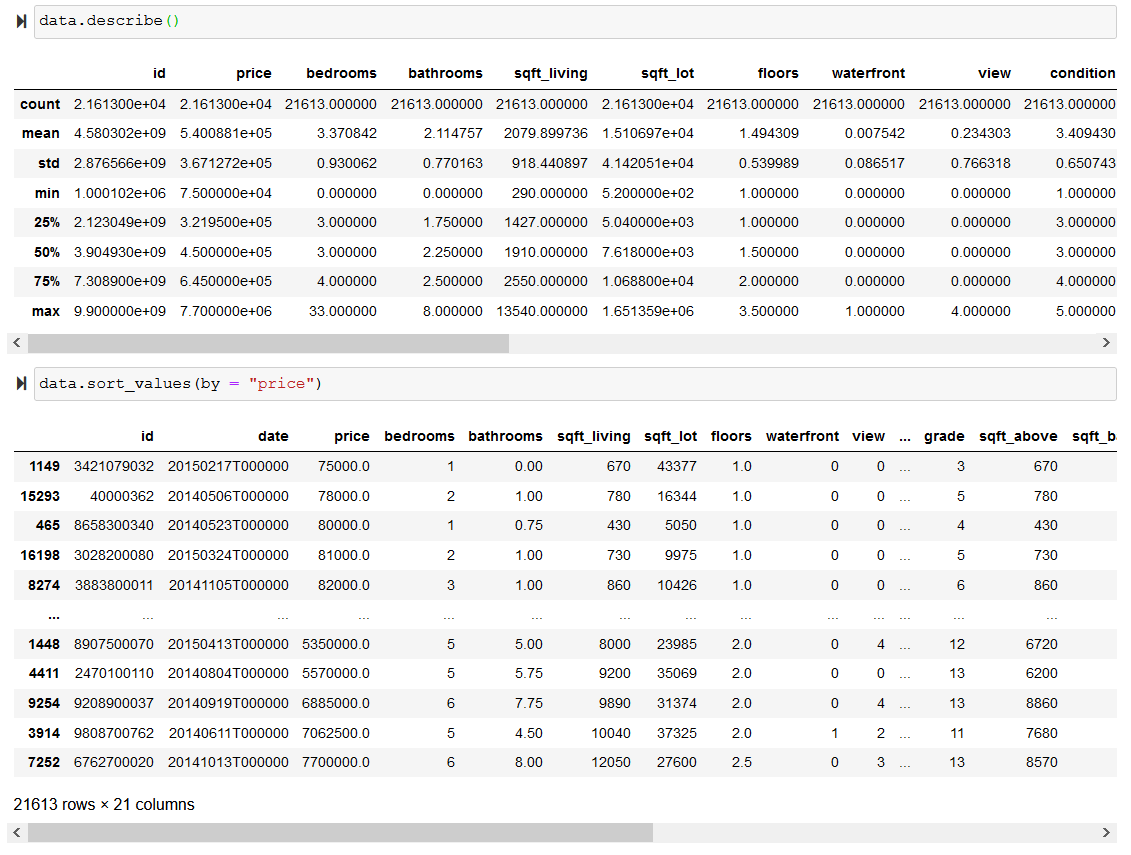 data.describe()
id price bedrooms bathrooms sqft_living sqft_lot floors waterfront view condition
count 2.161300e+04 2.161300e+04 21613.000000 21613.000000 21613.000000 2.161300e+04 21613.000000 21613.000000 21613.000000 21613.000000
mean 4.580302e+09 5.400881e+05 3.370842 2.114757 2079.899736 1.510697e+04 1.494309 0.007542 0.234303 3.409430
std 2.876566e+09 3.671272e+05 0.930062 0.770163 918.440897 4.142051e+04 0.539989 0.086517 0.766318 0.650743
min 1.000102e+06 7.500000e+04 0.000000 0.000000 290.000000 5.200000e+02 1.000000 0.000000 0.000000 1.000000
25% 2.123049e+09 3.219500e+05 3.000000 1.750000 1427.000000 5.040000e+03 1.000000 0.000000 0.000000 3.000000
50% 3.904930e+09 4.500000e+05 3.000000 2.250000 1910.000000 7.618000e+03 1.500000 0.000000 0.000000 3.000000
75% 7.308900e+09 6.450000e+05 4.000000 2.500000 2550.000000 1.068800e+04 2.000000 0.000000 0.000000 4.000000
max 9.900000e+09 7.700000e+06 33.000000 8.000000 13540.000000 1.651359e+06 3.500000 1.000000 4.000000 5.000000
data.sort_values(by = "price")
id date price bedrooms bathrooms sqft_living sqft_lot floors waterfront view ... grade sqft_above sqft_b
1149 3421079032 20150217T000000 75000.0 1 0.00 670 43377 1.0 0 0 ... 3 670
15293 40000362 20140506T000000 78000.0 2 1.00 780 16344 1.0 0 0 ... 5 780
465 8658300340 20140523T000000 80000.0 1 0.75 430 5050 1.0 0 0 ... 4 430
16198 3028200080 20150324T000000 81000.0 2 1.00 730 9975 1.0 0 0 ... 5 730
8274 3883800011 20141105T000000 82000.0 3 1.00 860 10426 1.0 0 0 ... 6 860
... ... ... ... ... ... ... ... ... ... ... ... ... ...
1448 8907500070 20150413T000000 5350000.0 5 5.00 8000 23985 2.0 0 4 ... 12 6720
4411 2470100110 20140804T000000 5570000.0 5 5.75 9200 35069 2.0 0 0 ... 13 6200
9254 9208900037 20140919T000000 6885000.0 6 7.75 9890 31374 2.0 0 4 ... 13 8860
3914 9808700762 20140611T000000 7062500.0 5 4.50 10040 37325 2.0 1 2 ... 11 7680
7252 6762700020 20141013T000000 7700000.0 6 8.00 12050 27600 2.5 0 3 ... 13 8570
21613 rows × 21 columns